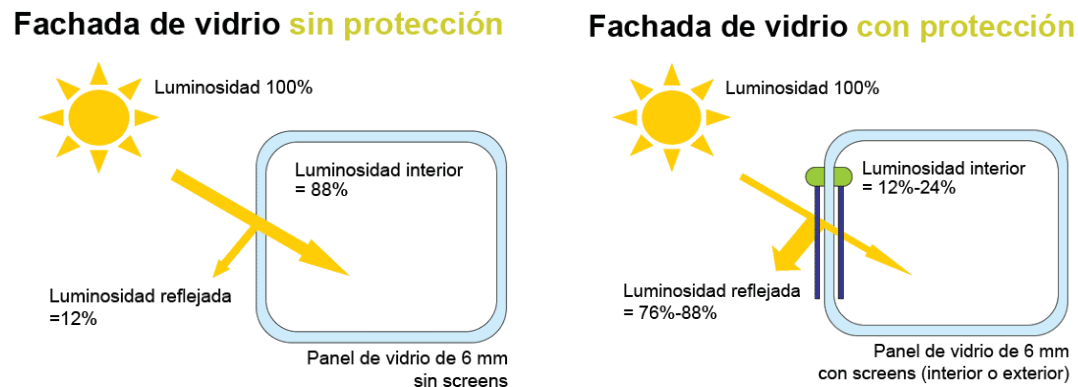 Fachada de vidrio sin protección
Luminosidad 100%
Luminosidad interior
= 88%
Luminosidad reflejada
=12%
Panel de vidrio de 6 mm
sin screens
Fachada de vidrio con protección
Luminosidad 100%
Luminosidad interior
= 12%-24%
Luminosidad reflejada
= 76%-88%
Panel de vidrio de 6 mm
con screens (interior o exterior)